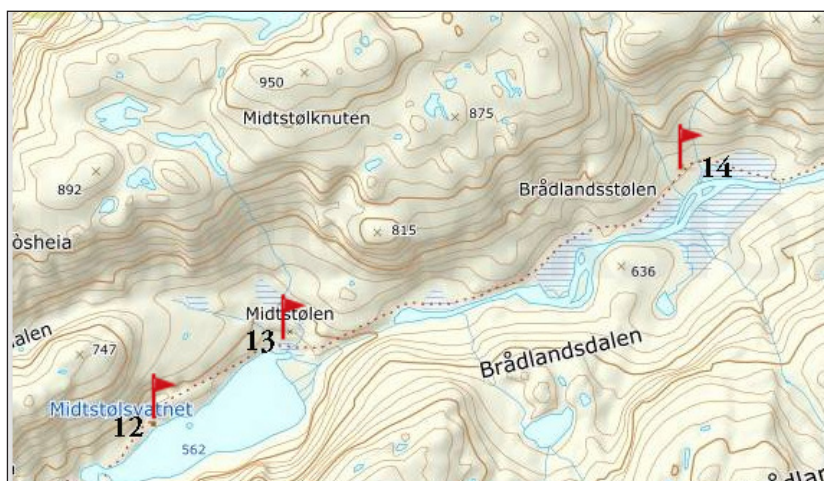 950
Midtstølknuten
875
14
892
Brådlandsstølen
815
òsheia
636
Midtstølen
13
alen
747
Brådlandsdalen
Midtstølsvatnet
12
562